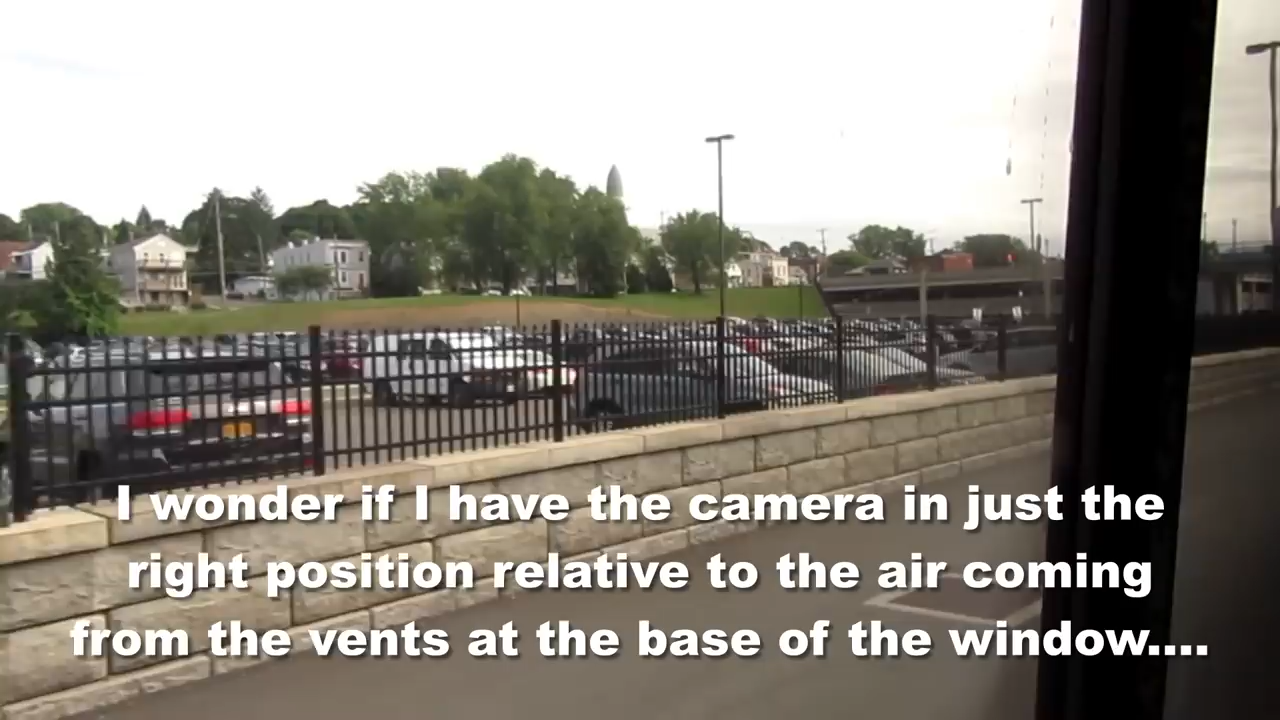 I wonder if I have the camera in just the
right position relative to the air coming
from the vents at the base of the window....